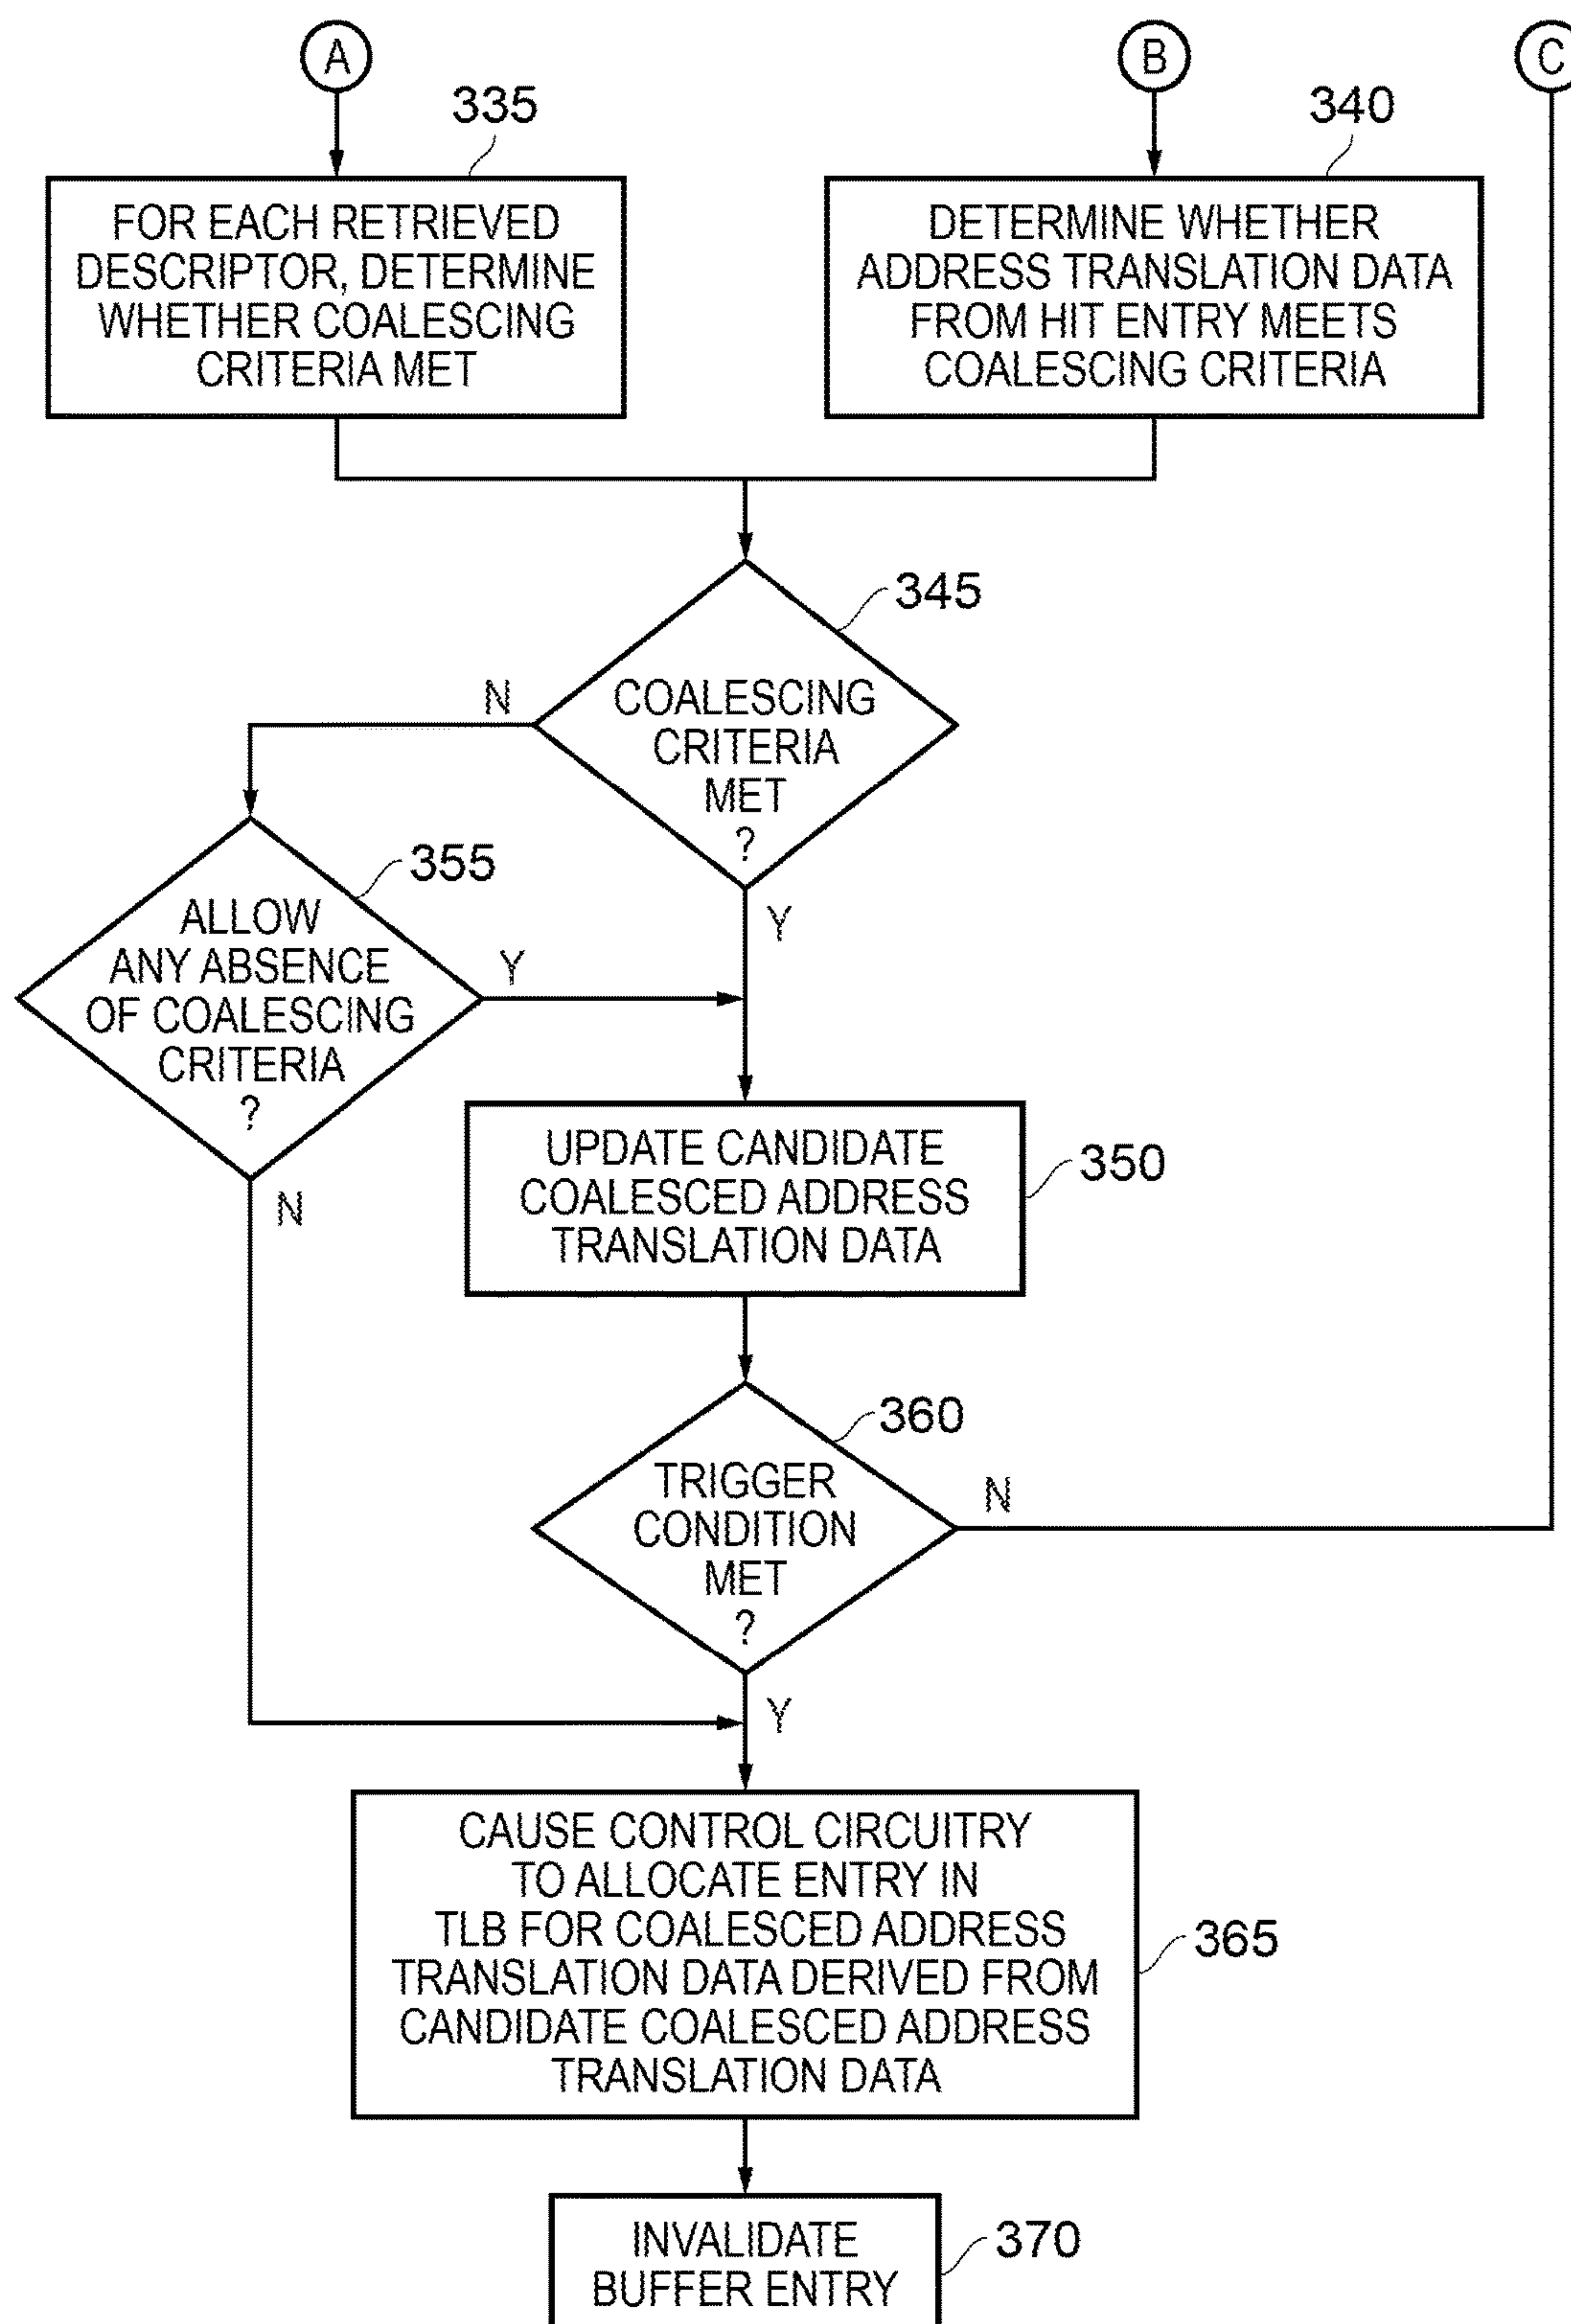 A
B
C
335
340
FOR EACH RETRIEVED
DESCRIPTOR, DETERMINE
WHETHER COALESCING
CRITERIA MET
DETERMINE WHETHER
ADDRESS TRANSLATION DATA
FROM HIT ENTRY MEETS
COALESCING CRITERIA
345
N
COALESCING
CRITERIA
MET
?
Y
355
ALLOW
ANY ABSENCE
OF COALESCING
CRITERIA
?
Y
N
UPDATE CANDIDATE
COALESCED ADDRESS
TRANSLATION DATA
350
360
TRIGGER
CONDITION
MET
?
N
Y
CAUSE CONTROL CIRCUITRY
TO ALLOCATE ENTRY IN
TLB FOR COALESCED ADDRESS
TRANSLATION DATA DERIVED FROM
CANDIDATE COALESCED ADDRESS
TRANSLATION DATA
365
INVALIDATE
BUFFER ENTRY
370